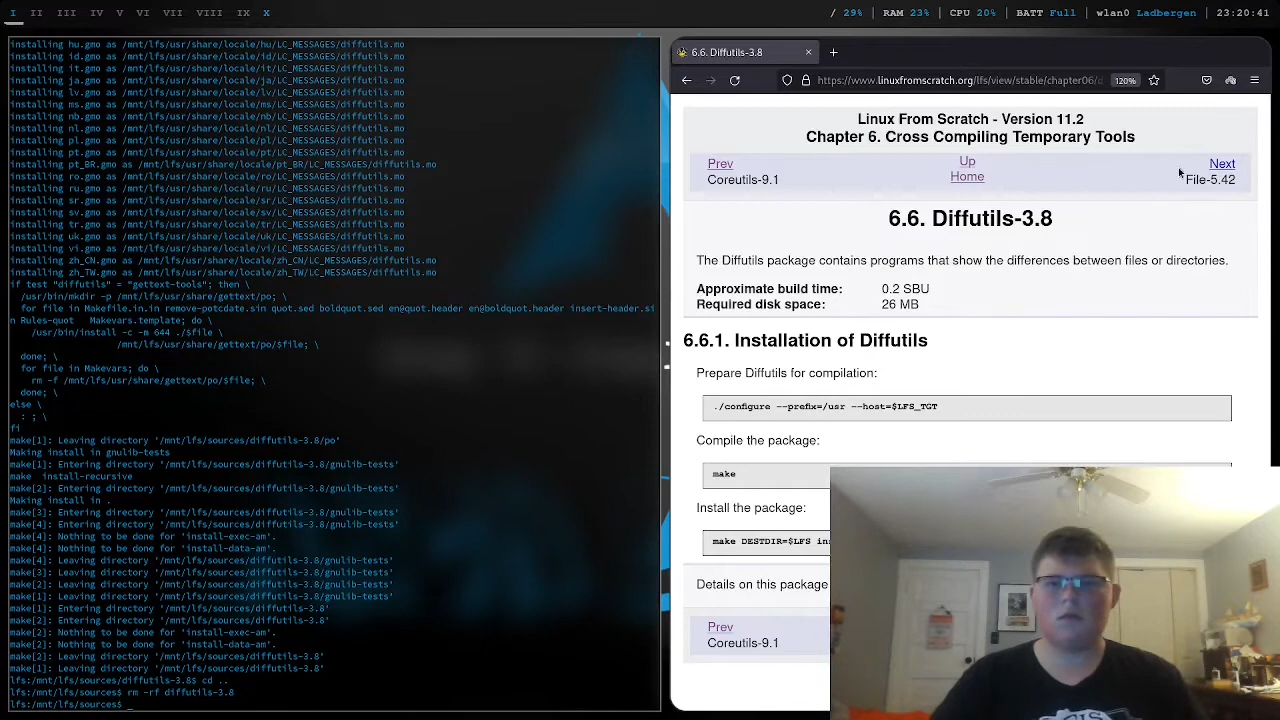 I II III IV V VI VII VIII IX X
/ 29% | RAM 23% | CPU 20% | BATT Full | wlan0 Ladbergen | 23:20:41
installing hu.gmo as /mnt/lfs/usr/share/locale/hu/LC_MESSAGES/diffutils.mo
installing id.gmo as /mnt/lfs/usr/share/locale/id/LC_MESSAGES/diffutils.mo
installing it.gmo as /mnt/lfs/usr/share/locale/it/LC_MESSAGES/diffutils.mo
installing ja.gmo as /mnt/lfs/usr/share/locale/ja/LC_MESSAGES/diffutils.mo
installing lv.gmo as /mnt/lfs/usr/share/locale/lv/LC_MESSAGES/diffutils.mo
installing ms.gmo as /mnt/lfs/usr/share/locale/ms/LC_MESSAGES/diffutils.mo
installing nb.gmo as /mnt/lfs/usr/share/locale/nb/LC_MESSAGES/diffutils.mo
installing nl.gmo as /mnt/lfs/usr/share/locale/nl/LC_MESSAGES/diffutils.mo
installing pl.gmo as /mnt/lfs/usr/share/locale/pl/LC_MESSAGES/diffutils.mo
installing pt.gmo as /mnt/lfs/usr/share/locale/pt/LC_MESSAGES/diffutils.mo
installing pt_BR.gmo as /mnt/lfs/usr/share/locale/pt_BR/LC_MESSAGES/diffutils.mo
installing ro.gmo as /mnt/lfs/usr/share/locale/ro/LC_MESSAGES/diffutils.mo
installing ru.gmo as /mnt/lfs/usr/share/locale/ru/LC_MESSAGES/diffutils.mo
installing sr.gmo as /mnt/lfs/usr/share/locale/sr/LC_MESSAGES/diffutils.mo
installing sv.gmo as /mnt/lfs/usr/share/locale/sv/LC_MESSAGES/diffutils.mo
installing tr.gmo as /mnt/lfs/usr/share/locale/tr/LC_MESSAGES/diffutils.mo
installing uk.gmo as /mnt/lfs/usr/share/locale/uk/LC_MESSAGES/diffutils.mo
installing vi.gmo as /mnt/lfs/usr/share/locale/vi/LC_MESSAGES/diffutils.mo
installing zh_CN.gmo as /mnt/lfs/usr/share/locale/zh_CN/LC_MESSAGES/diffutils.mo
installing zh_TW.gmo as /mnt/lfs/usr/share/locale/zh_TW/LC_MESSAGES/diffutils.mo
if test "diffutils" = "gettext-tools"; then \
/usr/bin/mkdir -p /mnt/lfs/usr/share/gettext/po; \
for file in Makefile.in.in remove-potcdate.sin quot.sed boldquot.sed en@quot.header en@boldquot.header insert-header.si
n Rules-quot Makevars.template; do \
/usr/bin/install -c -m 644 ./$file \
/mnt/lfs/usr/share/gettext/po/$file; \
done; \
for file in Makevars; do \
rm -f /mnt/lfs/usr/share/gettext/po/$file; \
done; \
else \
: ; \
fi
make[1]: Leaving directory '/mnt/lfs/sources/diffutils-3.8/po'
Making install in gnulib-tests
make[1]: Entering directory '/mnt/lfs/sources/diffutils-3.8/gnulib-tests'
make install-recursive
make[2]: Entering directory '/mnt/lfs/sources/diffutils-3.8/gnulib-tests'
Making install in .
make[3]: Entering directory '/mnt/lfs/sources/diffutils-3.8/gnulib-tests'
make[4]: Entering directory '/mnt/lfs/sources/diffutils-3.8/gnulib-tests'
make[4]: Nothing to be done for 'install-exec-am'.
make[4]: Nothing to be done for 'install-data-am'.
make[4]: Leaving directory '/mnt/lfs/sources/diffutils-3.8/gnulib-tests'
make[3]: Leaving directory '/mnt/lfs/sources/diffutils-3.8/gnulib-tests'
make[2]: Leaving directory '/mnt/lfs/sources/diffutils-3.8/gnulib-tests'
make[1]: Leaving directory '/mnt/lfs/sources/diffutils-3.8/gnulib-tests'
make[1]: Entering directory '/mnt/lfs/sources/diffutils-3.8'
make[2]: Entering directory '/mnt/lfs/sources/diffutils-3.8'
make[2]: Nothing to be done for 'install-exec-am'.
make[2]: Nothing to be done for 'install-data-am'.
make[2]: Leaving directory '/mnt/lfs/sources/diffutils-3.8'
make[1]: Leaving directory '/mnt/lfs/sources/diffutils-3.8'
lfs:/mnt/lfs/sources/diffutils-3.8$ cd ..
lfs:/mnt/lfs/sources$ rm -rf diffutils-3.8
lfs:/mnt/lfs/sources$ _
6.6. Diffutils-3.8
https://www.linuxfromscratch.org/lfs/view/stable/chapter06/d
120%
Linux From Scratch - Version 11.2
Chapter 6. Cross Compiling Temporary Tools
Prev Up Next
Coreutils-9.1 Home File-5.42
6.6. Diffutils-3.8
The Diffutils package contains programs that show the differences between files or directories.
Approximate build time: 0.2 SBU
Required disk space: 26 MB
6.6.1. Installation of Diffutils
Prepare Diffutils for compilation:
./configure --prefix=/usr --host=$LFS_TGT
Compile the package:
make
Install the package:
make DESTDIR=$LFS ins
Details on this package
Prev
Coreutils-9.1